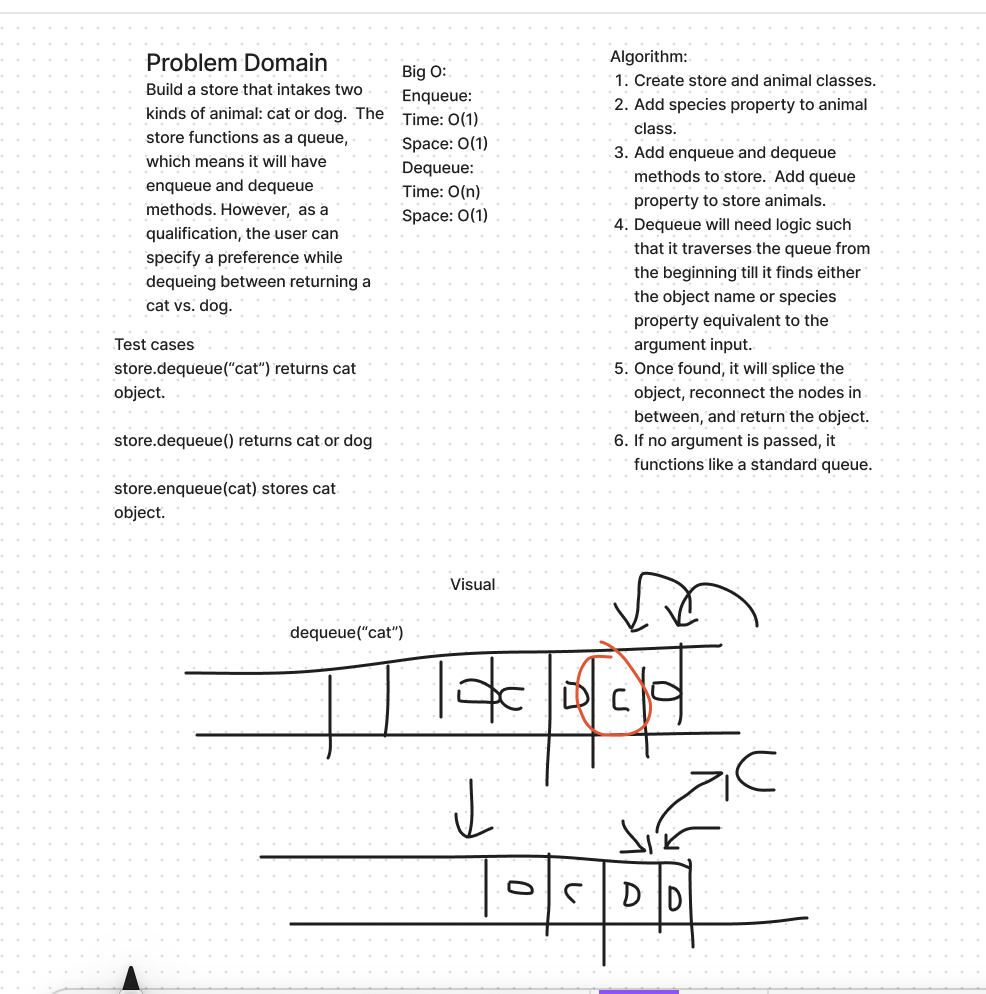 Problem Domain
Build a store that intakes two
kinds of animal: cat or dog.  The
store functions as a queue,
which means it will have
enqueue and dequeue
methods. However,  as a
qualification, the user can
specify a preference while
dequeing between returning a
cat vs. dog.
Test cases
store.dequeue(“cat”) returns cat
object.
store.dequeue() returns cat or dog
store.enqueue(cat) stores cat
object.
Big O:
Enqueue:
Time: O(1)
Space: O(1)
Dequeue:
Time: O(n)
Space: O(1)
Algorithm:
1. Create store and animal classes.
2. Add species property to animal
class.
3. Add enqueue and dequeue
methods to store.  Add queue
property to store animals.
4. Dequeue will need logic such
that it traverses the queue from
the beginning till it finds either
the object name or species
property equivalent to the
argument input.
5. Once found, it will splice the
object, reconnect the nodes in
between, and return the object.
6. If no argument is passed, it
functions like a standard queue.
Visual
dequeue(“cat”)
D C D C D
C
D C D D